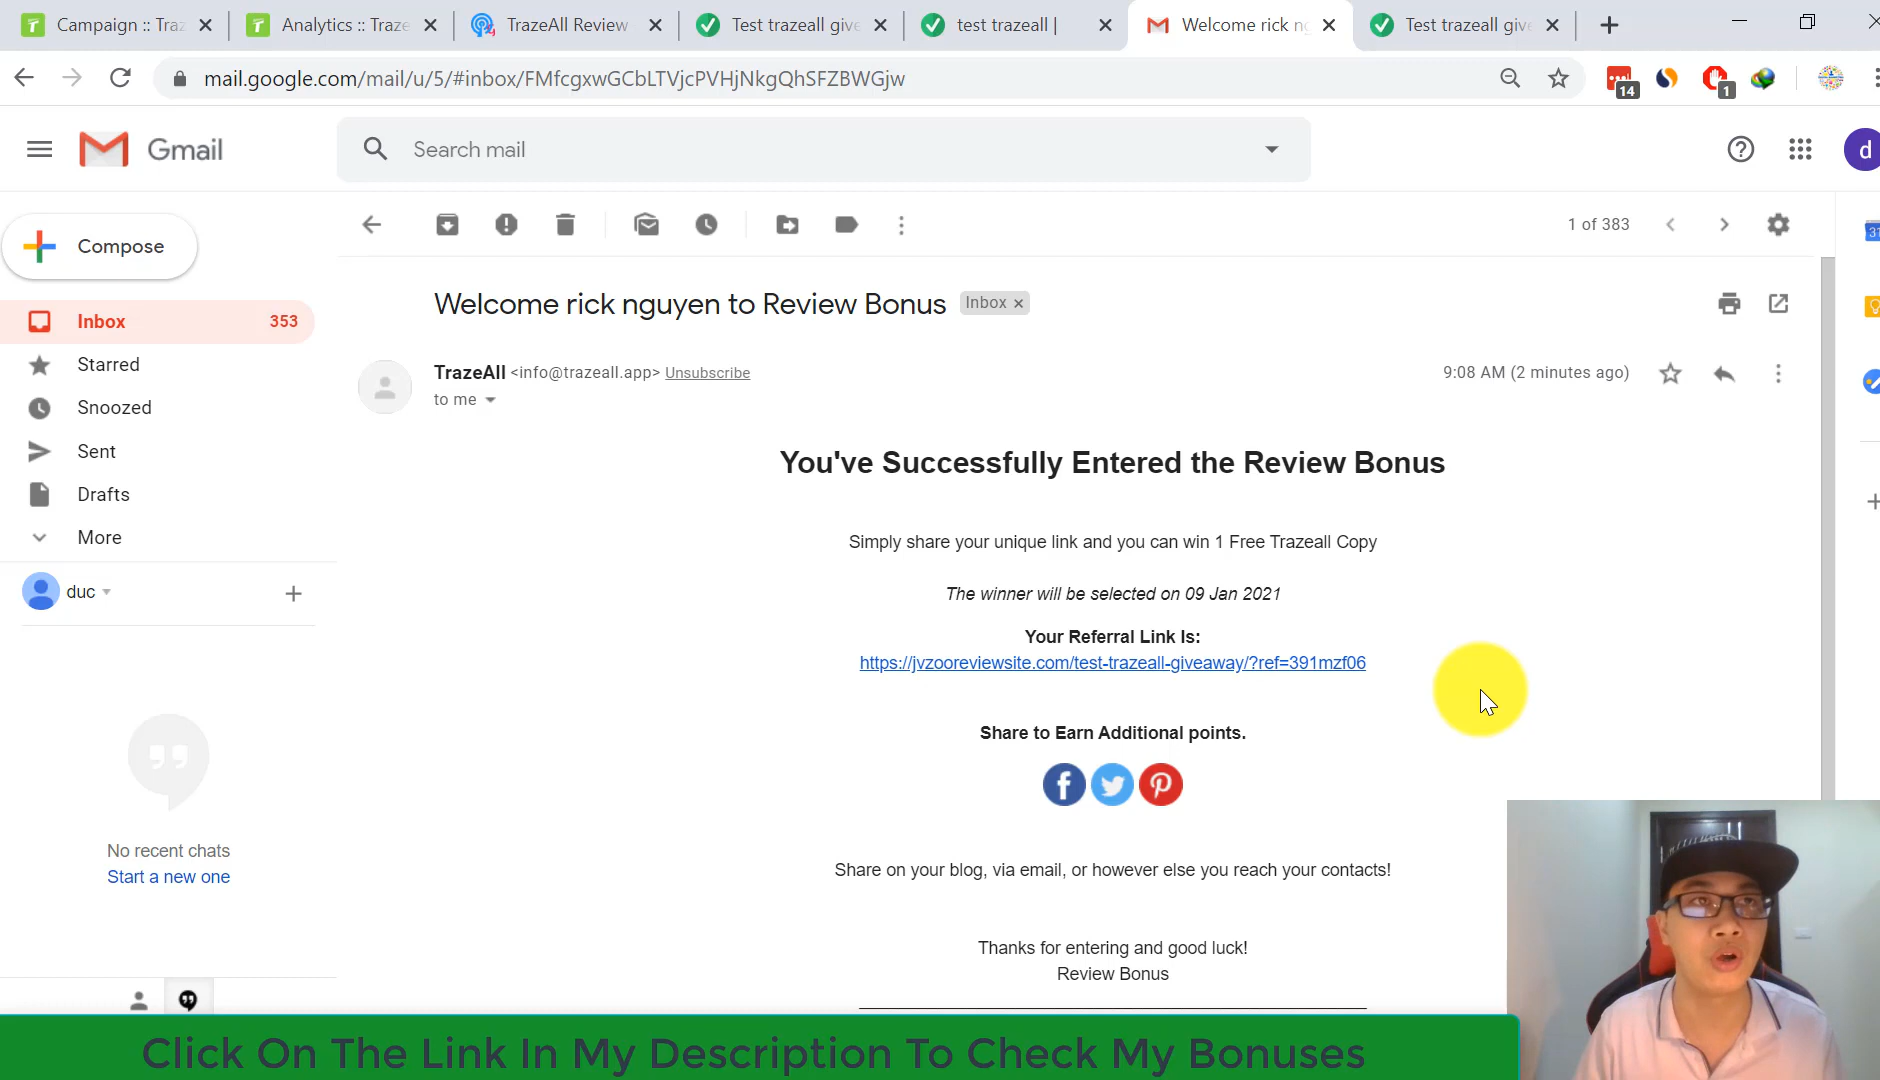 Campaign :: Traz
Analytics :: Traze
TrazeAll Review
Test trazeall give
test trazeall |
Welcome rick ng
Test trazeall give
mail.google.com/mail/u/5/#inbox/FMfcgxwGCbLTVjcPVHjNkgQhSFZBWGjw
14
1
Gmail
Search mail
d
Compose
1 of 383
31
Inbox 353
Starred
Snoozed
Sent
Drafts
More
duc
No recent chats
Start a new one
Welcome rick nguyen to Review Bonus
Inbox ×
TrazeAll <info@trazeall.app> Unsubscribe
9:08 AM (2 minutes ago)
to me
You've Successfully Entered the Review Bonus
Simply share your unique link and you can win 1 Free Trazeall Copy
The winner will be selected on 09 Jan 2021
Your Referral Link Is:
https://jvzooreviewsite.com/test-trazeall-giveaway/?ref=391mzf06
Share to Earn Additional points.
Share on your blog, via email, or however else you reach your contacts!
Thanks for entering and good luck!
Review Bonus
Click On The Link In My Description To Check My Bonuses